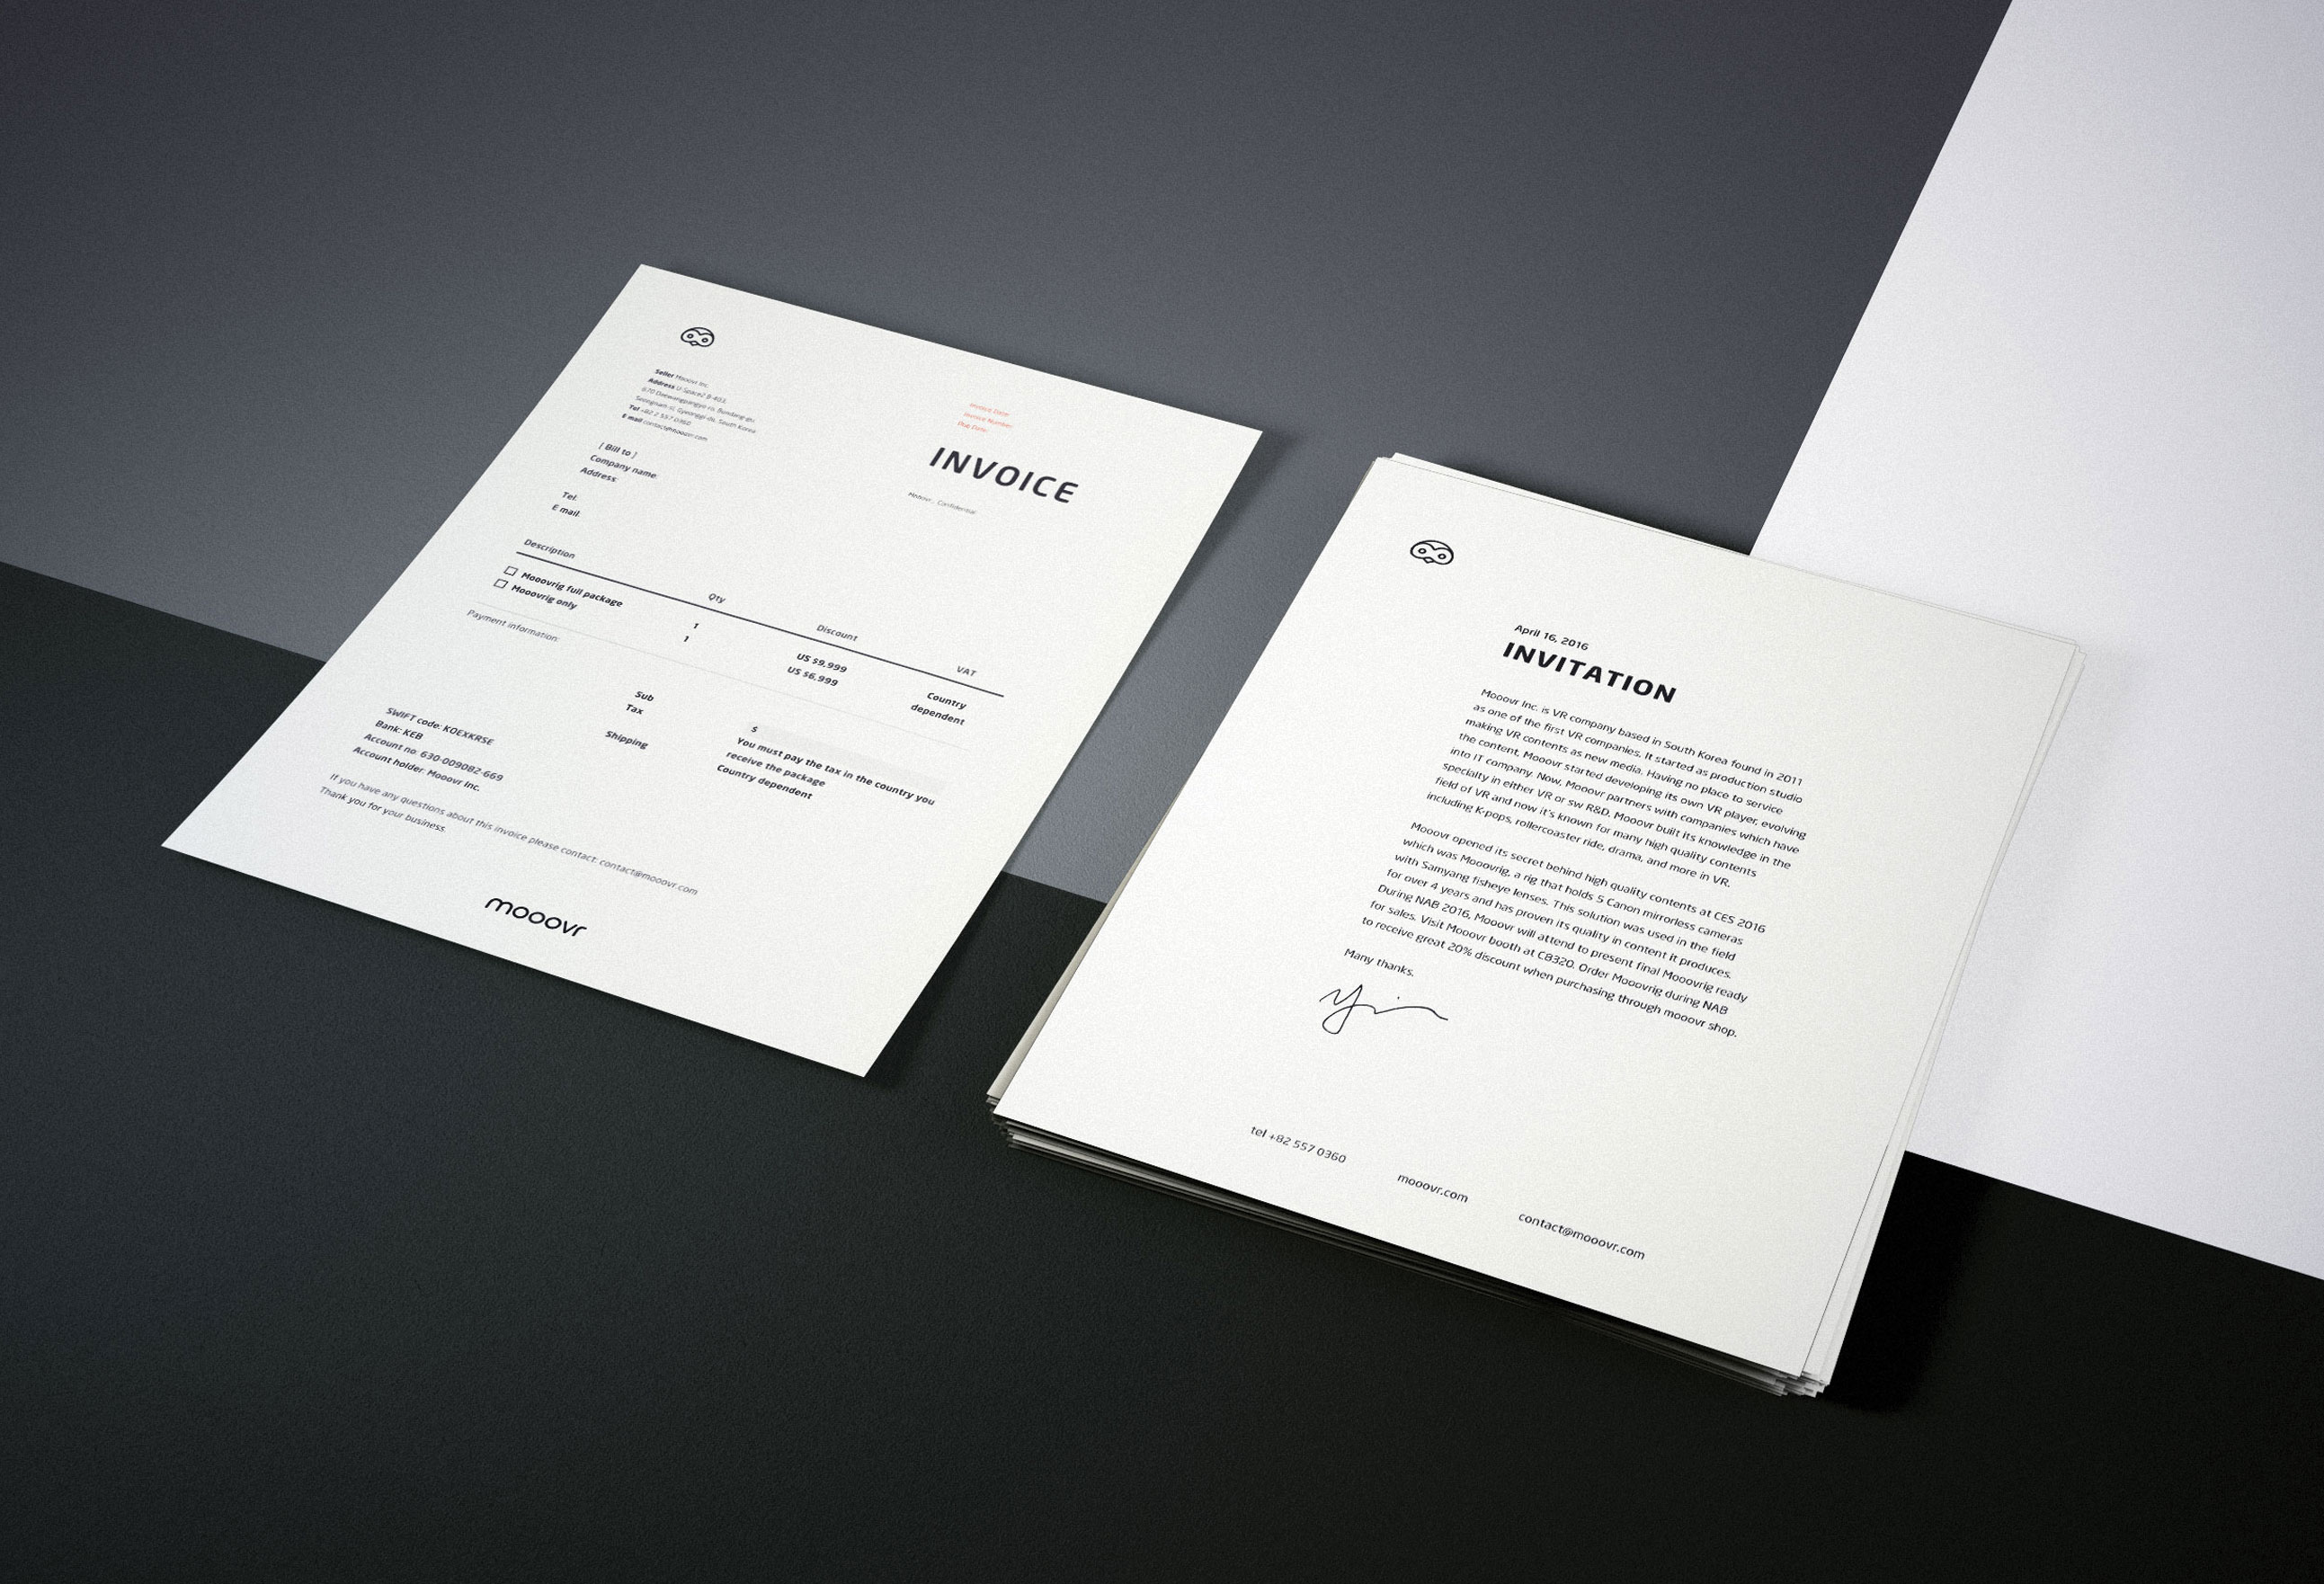 Seller Mooovr Inc.
Address U-Space2 B-403,
670 Daewangpangyo-ro, Bundang-gu,
Seongnam-si, Gyeonggi-do, South Korea
Tel +82 2 557 0360
E mail contact@mooovr.com
[ Bill to ]
Company name:
Address:
Tel:
E mail:
Invoice Date:
Invoice Number:
Due Date:
INVOICE
Mooovr, Confidential
Description
Qty
Discount
VAT
Mooovrig full package
1
US $9,999
Country
Mooovrig only
1
US $6,999
dependent
Payment information:
Sub
$
Tax
You must pay the tax in the country you
receive the package
Shipping
Country dependent
SWIFT code: KOEXKRSE
Bank: KEB
Account no: 630-009082-669
Account holder: Mooovr Inc.
If you have any questions about this invoice please contact: contact@mooovr.com
Thank you for your business.
mooovr
April 16, 2016
INVITATION
Mooovr Inc. is VR company based in South Korea found in 2011
as one of the first VR companies. It started as production studio
making VR contents as new media. Having no place to service
the content, Mooovr started developing its own VR player, evolving
into IT company. Now, Mooovr partners with companies which have
specialty in either VR or sw R&D. Mooovr built its knowledge in the
field of VR and now it's known for many high quality contents
including K-pops, rollercoaster ride, drama, and more in VR.
Mooovr opened its secret behind high quality contents at CES 2016
which was Mooovrig, a rig that holds 5 Canon mirrorless cameras
with Samyang fisheye lenses. This solution was used in the field
for over 4 years and has proven its quality in content it produces.
During NAB 2016, Mooovr will attend to present final Mooovrig ready
for sales. Visit Mooovr booth at C8320. Order Mooovrig during NAB
to receive great 20% discount when purchasing through mooovr shop.
Many thanks.
tel +82 557 0360
mooovr.com
contact@mooovr.com